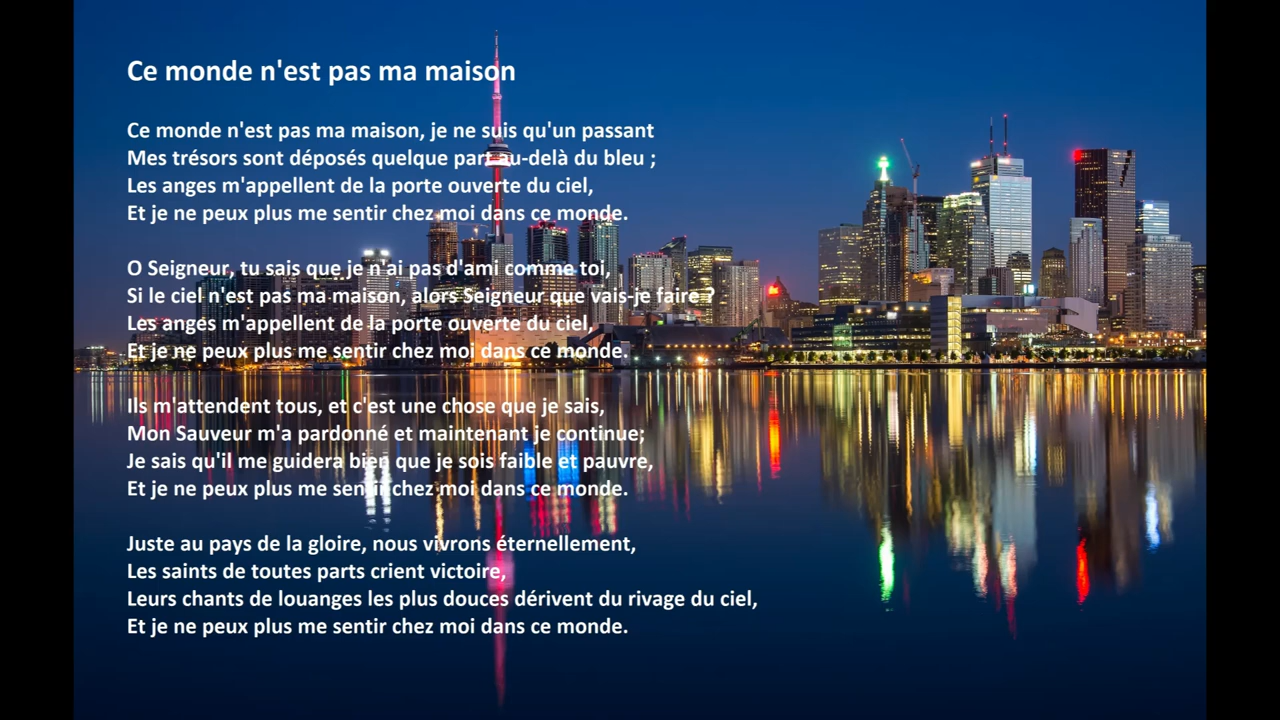 Ce monde n'est pas ma maison
Ce monde n'est pas ma maison, je ne suis qu'un passant
Mes trésors sont déposés quelque part au-delà du bleu ;
Les anges m'appellent de la porte ouverte du ciel,
Et je ne peux plus me sentir chez moi dans ce monde.
O Seigneur, tu sais que je n'ai pas d'ami comme toi,
Si le ciel n'est pas ma maison, alors Seigneur que vais-je faire ?
Les anges m'appellent de la porte ouverte du ciel,
Et je ne peux plus me sentir chez moi dans ce monde.
Ils m'attendent tous, et c'est une chose que je sais,
Mon Sauveur m'a pardonné et maintenant je continue;
Je sais qu'il me guidera bien que je sois faible et pauvre,
Et je ne peux plus me sentir chez moi dans ce monde.
Juste au pays de la gloire, nous vivrons éternellement,
Les saints de toutes parts crient victoire,
Leurs chants de louanges les plus douces dérivent du rivage du ciel,
Et je ne peux plus me sentir chez moi dans ce monde.